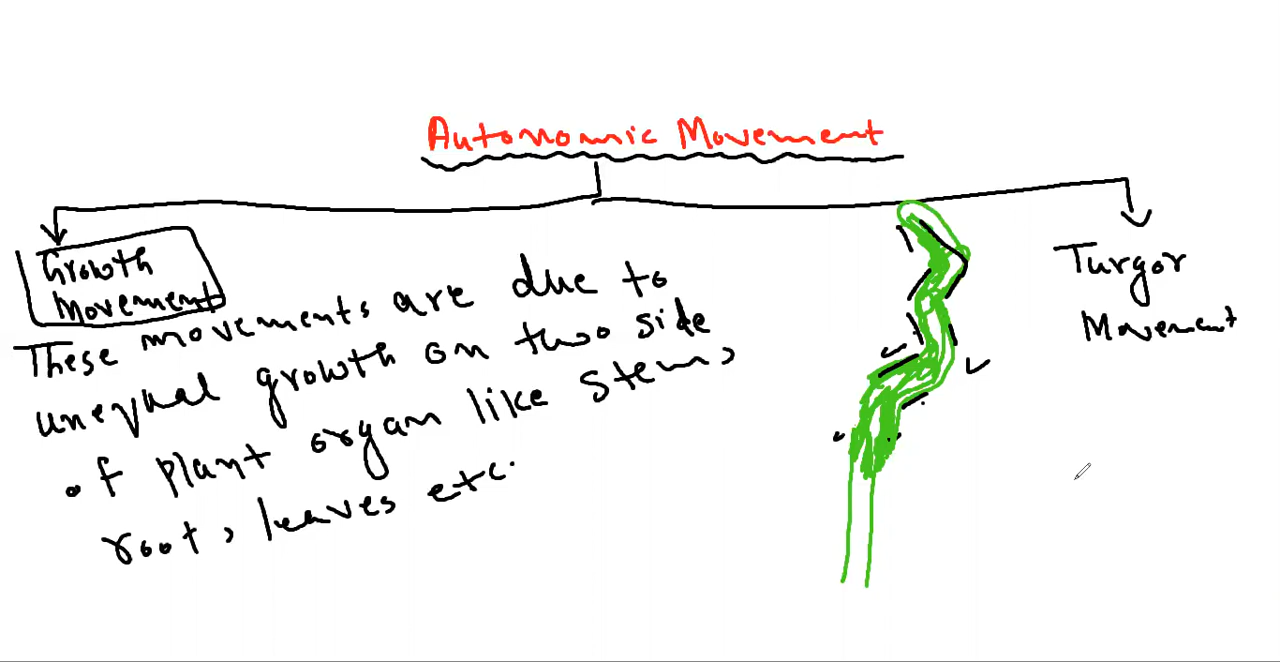 Autonomic Movement
Growth
Movement
These movements are due to
unequal growth on two side
of plant organ like stem,
root, leaves etc.
Turgor
Movement